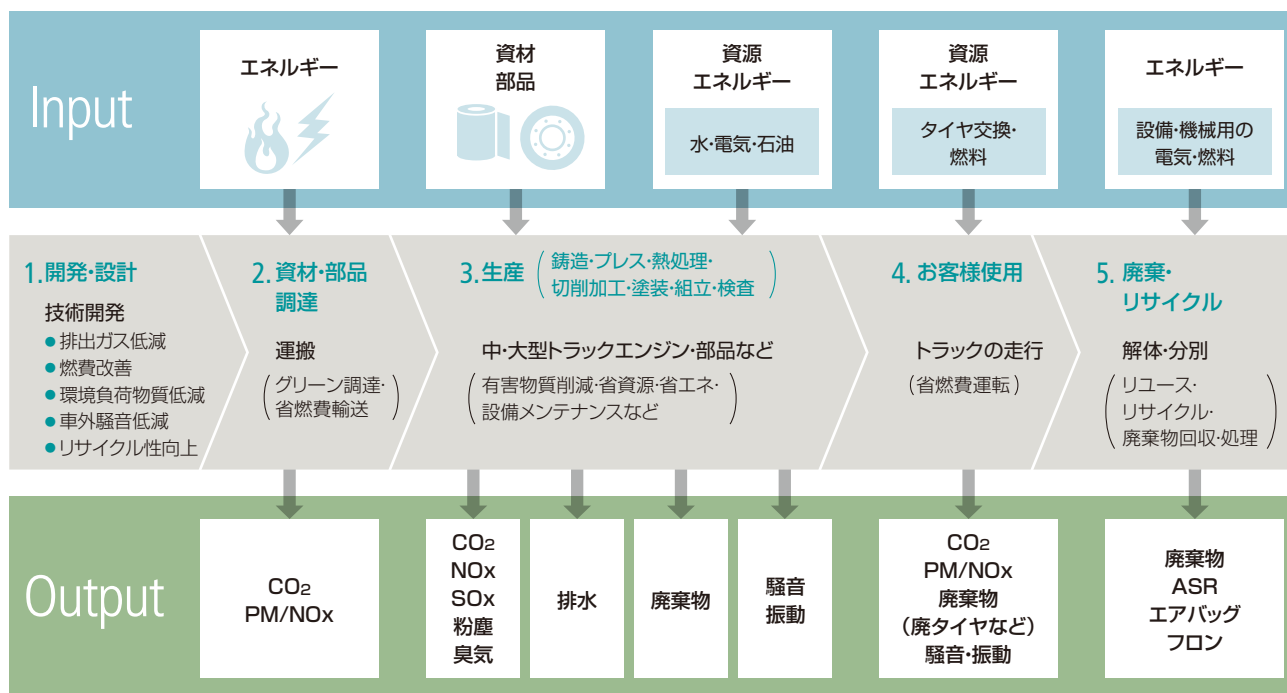 Input
エネルギー
資材
部品
資源
エネルギー
水・電気・石油
資源
エネルギー
タイヤ交換・
燃料
エネルギー
設備・機械用の
電気・燃料
1. 開発・設計
技術開発
●排出ガス低減
●燃費改善
●環境負荷物質低減
●車外騒音低減
●リサイクル性向上
2. 資材・部品
調達
運搬
(グリーン調達・
省燃費輸送)
3. 生産
(鋳造・プレス・熱処理・
切削加工・塗装・組立・検査)
中・大型トラックエンジン・部品など
(有害物質削減・省資源・省エネ・
設備メンテナンスなど)
4. お客様使用
トラックの走行
(省燃費運転)
5. 廃棄・
リサイクル
解体・分別
(リユース・
リサイクル・
廃棄物回収・処理)
Output
CO2
PM/NOx
CO2
NOx
SOx
粉塵
臭気
排水
廃棄物
騒音
振動
CO2
PM/NOx
廃棄物
(廃タイヤなど)
騒音・振動
廃棄物
ASR
エアバッグ
フロン